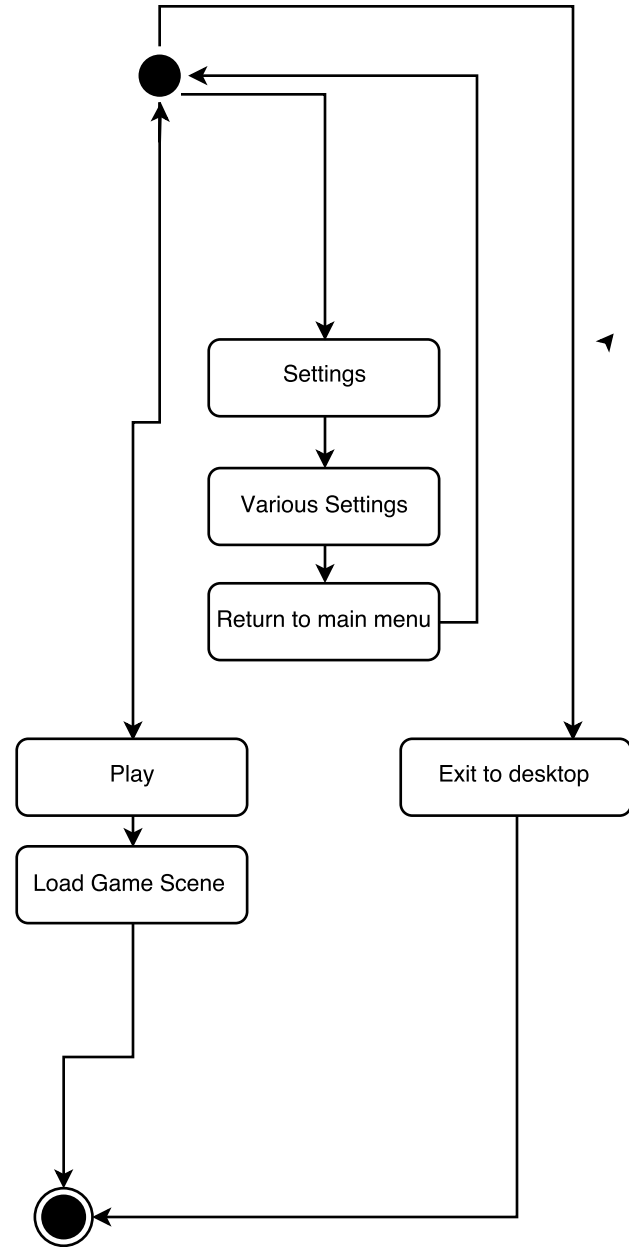 Settings
Various Settings
Return to main menu
Play
Exit to desktop
Load Game Scene